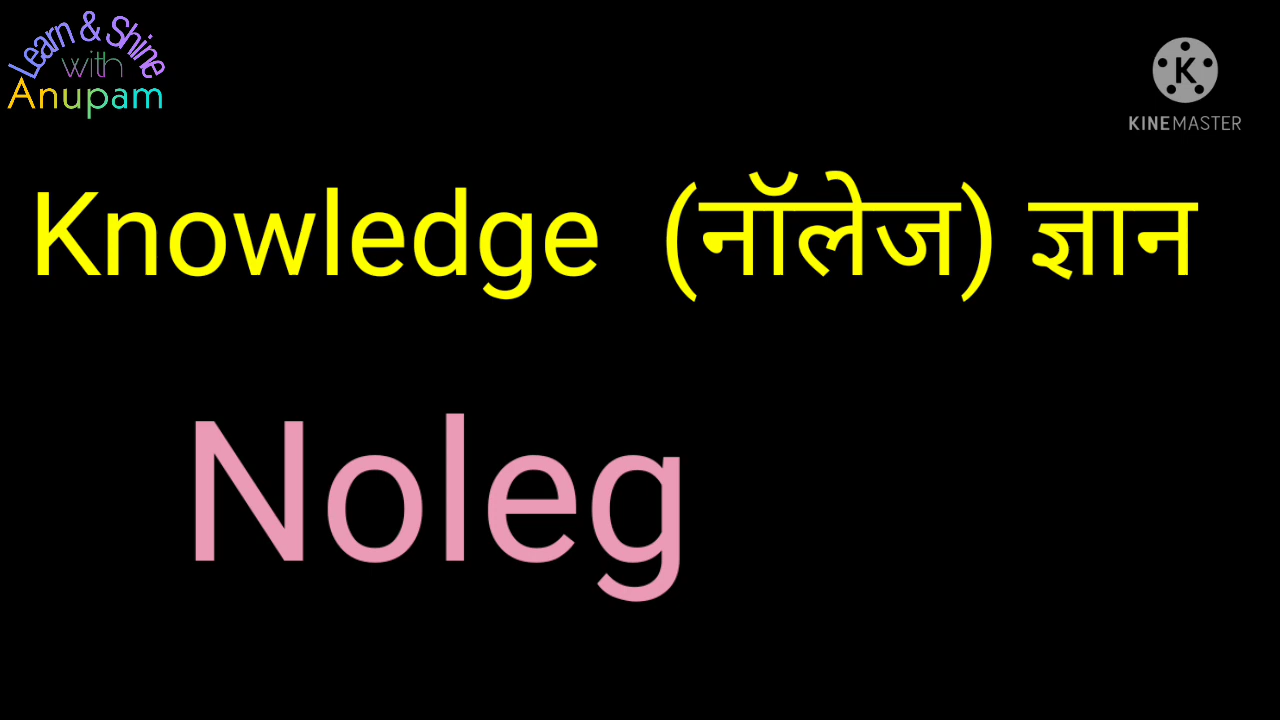 Learn & Shine
with
Anupam
K
KINEMASTER
Knowledge (नॉलेज) ज्ञान
Noleg